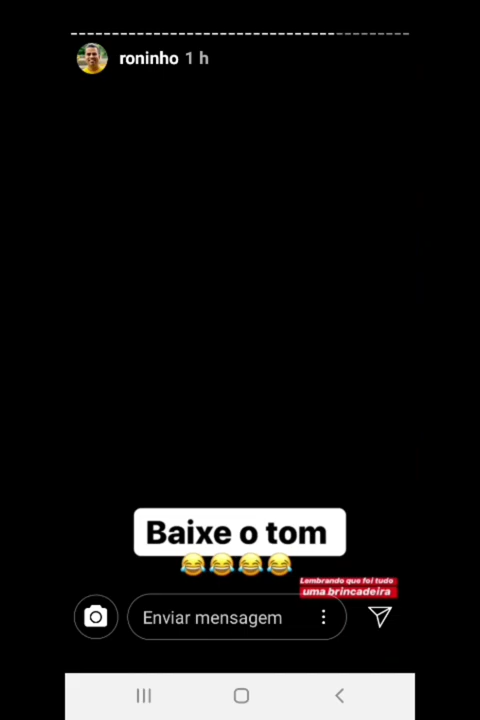 roninho 1 h
Baixe o tom
😂😂😂😂
Lembrando que foi tudo
uma brincadeira
Enviar mensagem